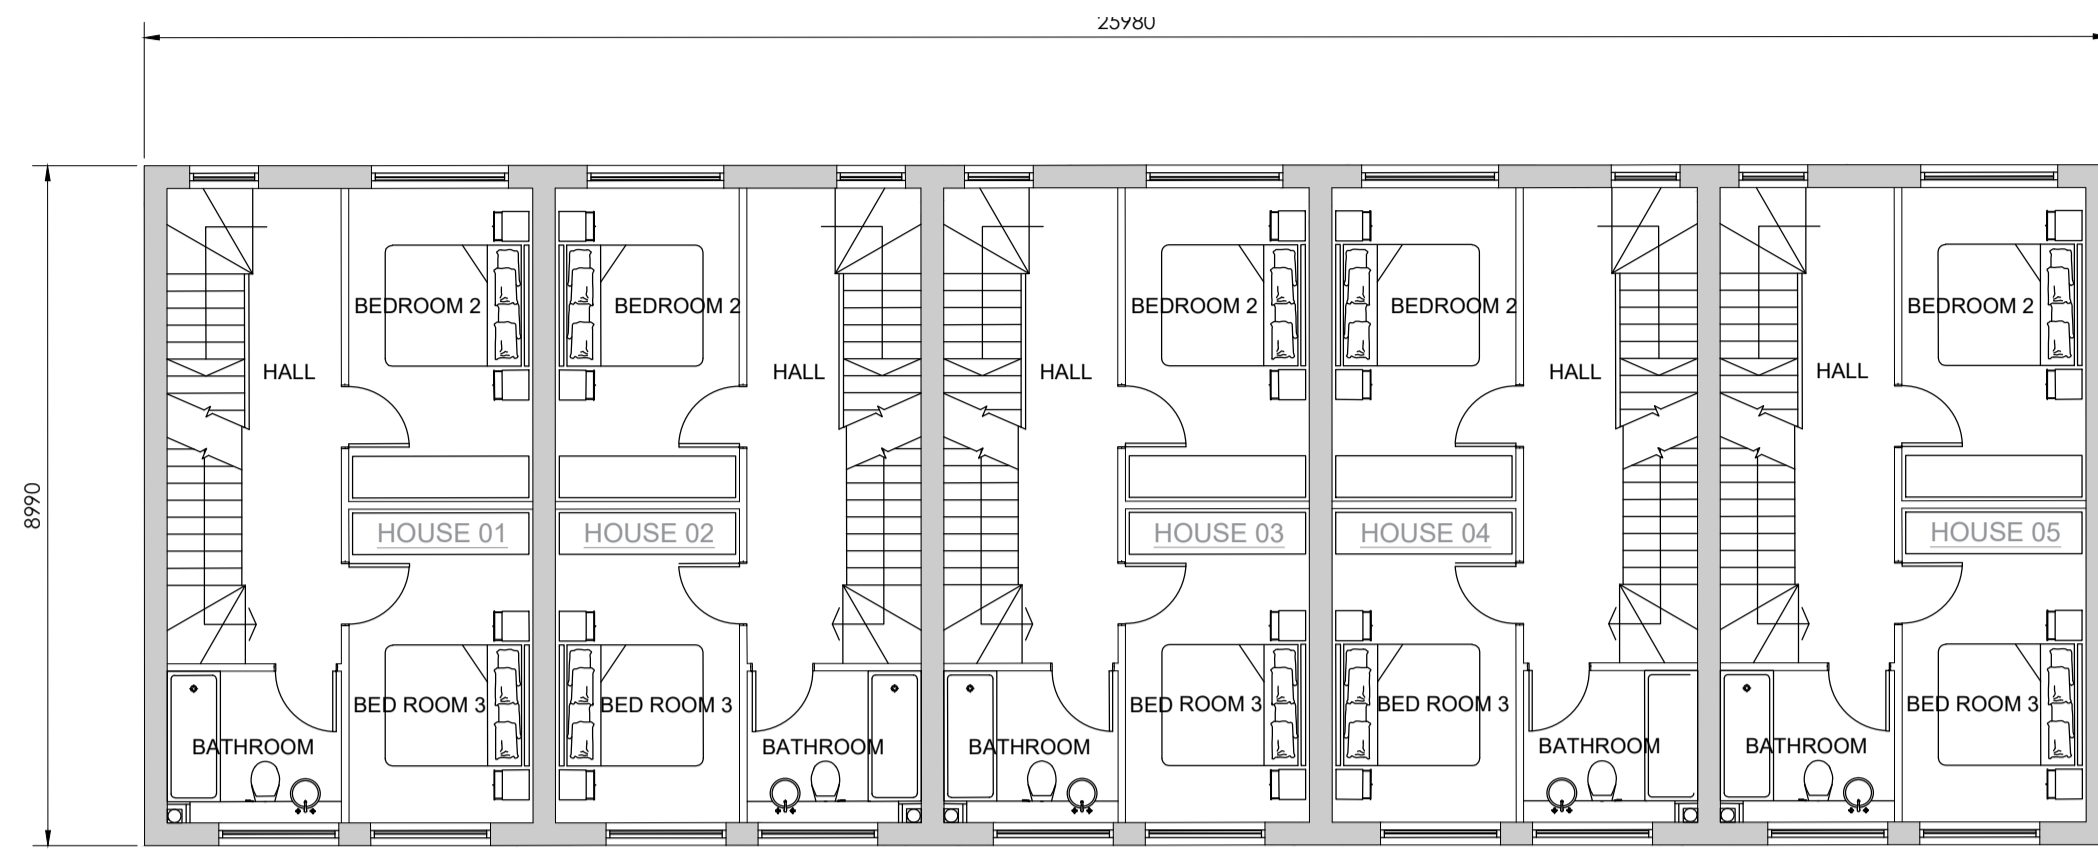 25980
8990
BEDROOM 2
BEDROOM 2
BEDROOM 2
BEDROOM 2
BEDROOM 2
HALL
HALL
HALL
HALL
HALL
HOUSE 01
HOUSE 02
HOUSE 03
HOUSE 04
HOUSE 05
BED ROOM 3
BED ROOM 3
BED ROOM 3
BED ROOM 3
BED ROOM 3
BATHROOM
BATHROOM
BATHROOM
BATHROOM
BATHROOM